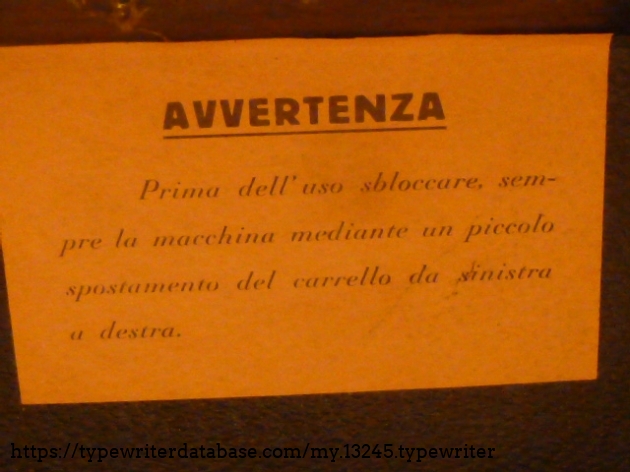 AVVERTENZA
Prima dell'uso sbloccare, sem-
pre la macchina mediante un piccolo
spostamento del carrello da sinistra
a destra.
https://typewriterdatabase.com/my.13245.typewriter